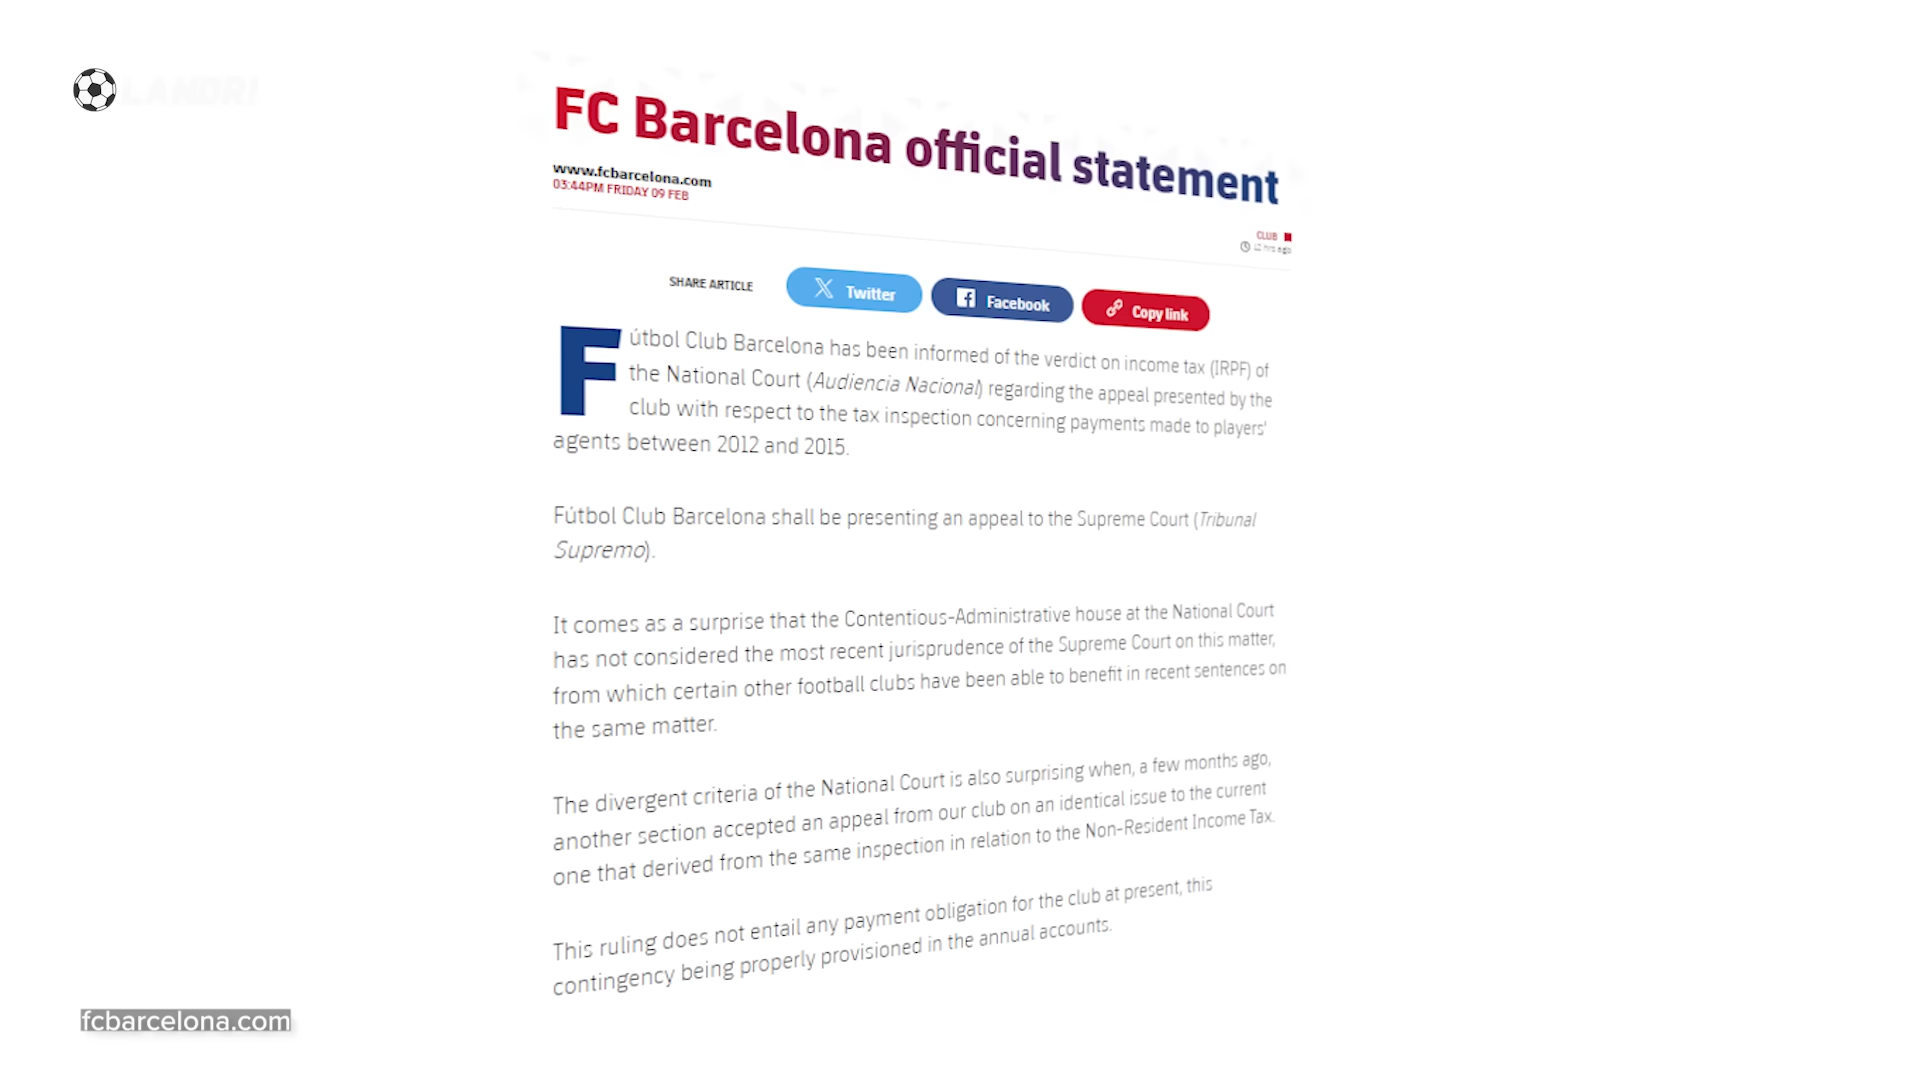 LANDRI
FC Barcelona official statement
www.fcbarcelona.com
03:44PM FRIDAY 09 FEB
CLUB
12 hrs ago
SHARE ARTICLE
Twitter
Facebook
Copy link
Fútbol Club Barcelona has been informed of the verdict on income tax (IRPF) of
the National Court (Audiencia Nacional) regarding the appeal presented by the
club with respect to the tax inspection concerning payments made to players'
agents between 2012 and 2015.
Fútbol Club Barcelona shall be presenting an appeal to the Supreme Court (Tribunal
Supremo).
It comes as a surprise that the Contentious-Administrative house at the National Court
has not considered the most recent jurisprudence of the Supreme Court on this matter,
from which certain other football clubs have been able to benefit in recent sentences on
the same matter.
The divergent criteria of the National Court is also surprising when, a few months ago,
another section accepted an appeal from our club on an identical issue to the current
one that derived from the same inspection in relation to the Non-Resident Income Tax.
This ruling does not entail any payment obligation for the club at present, this
contingency being properly provisioned in the annual accounts.
fcbarcelona.com